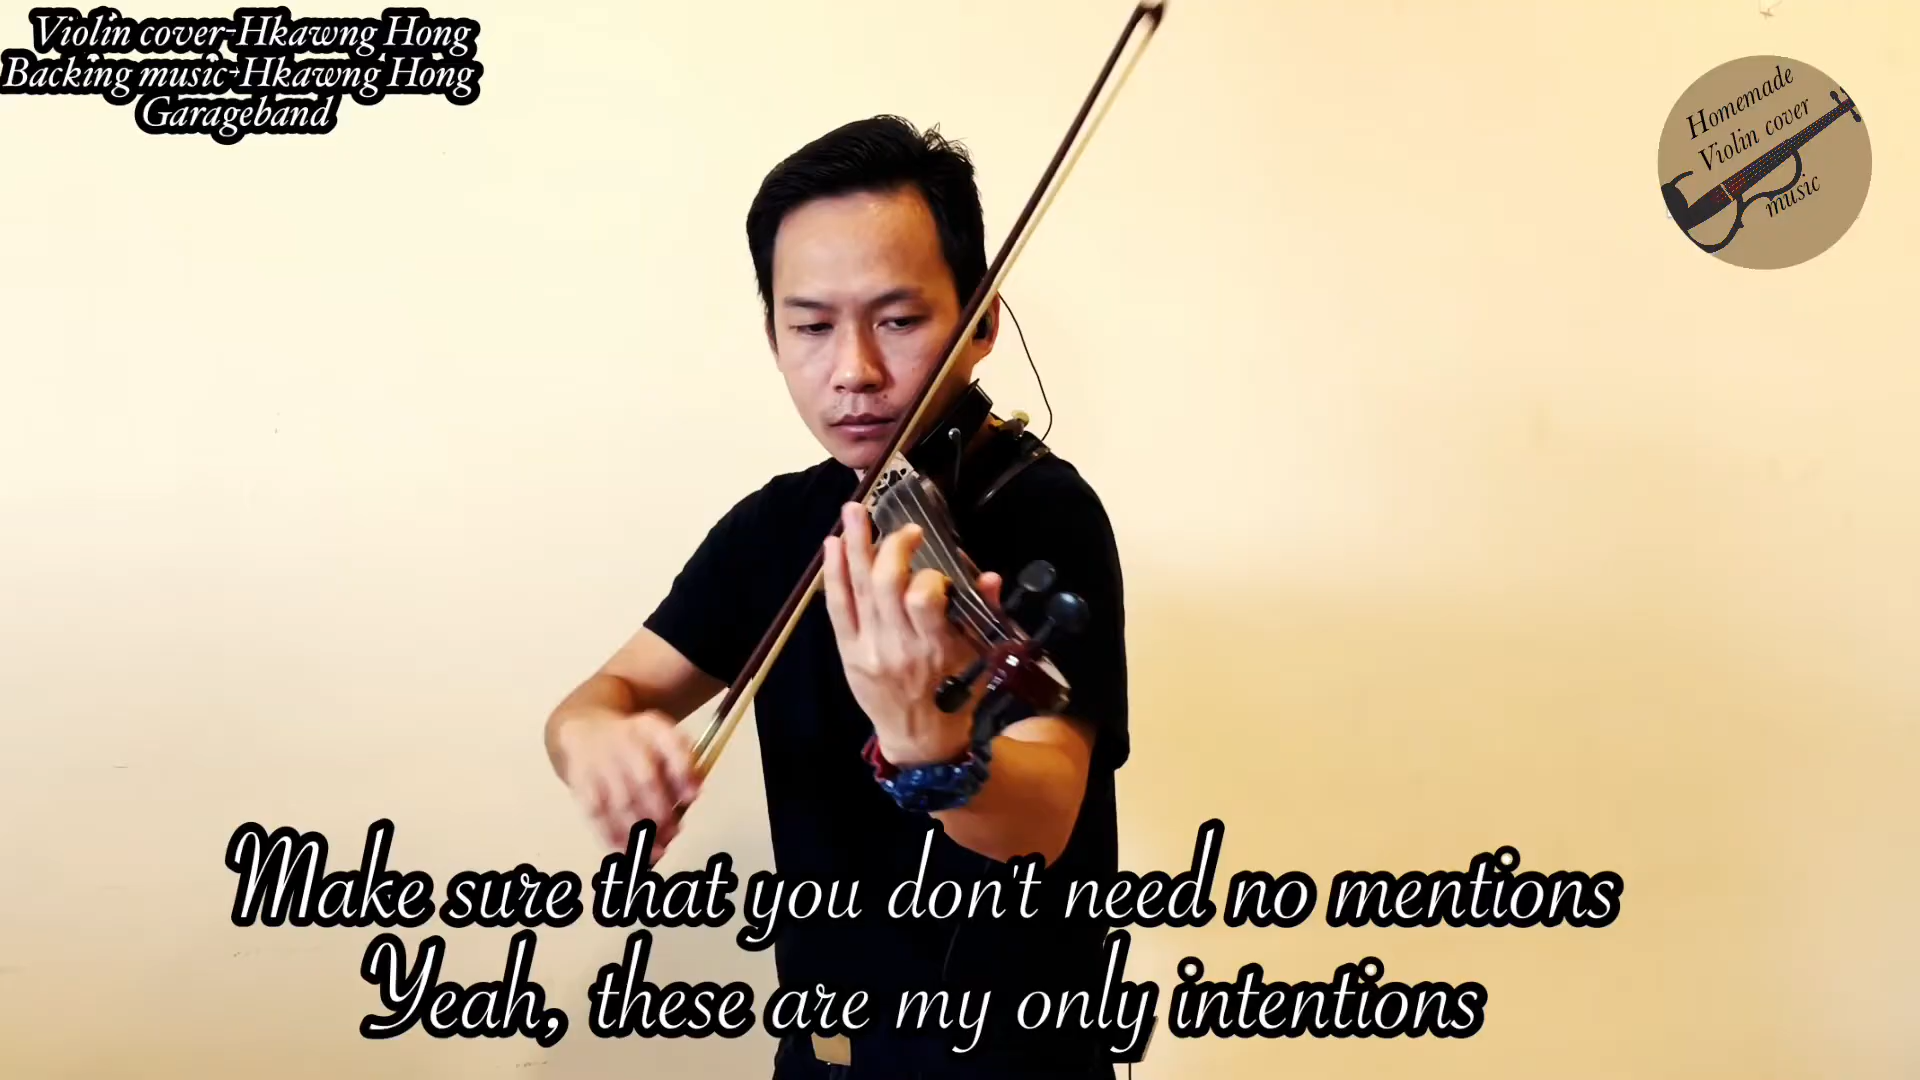 Violin cover-Hkawng Hong
Backing music-Hkawng Hong
Garageband
Homemade
Violin cover
music
Make sure that you don't need no mentions
Yeah, these are my only intentions